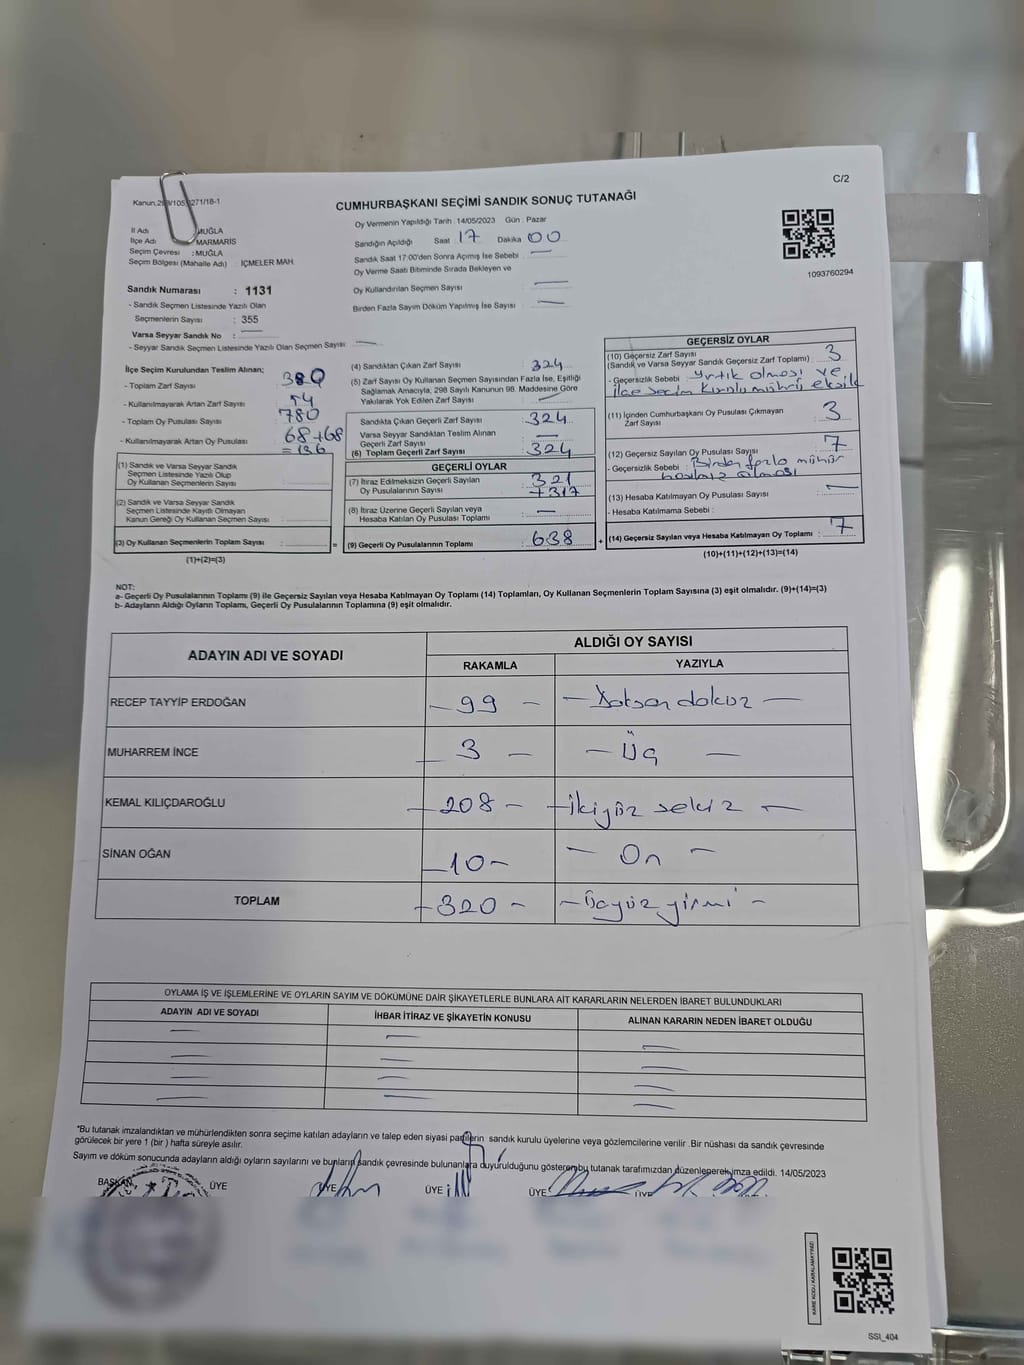 C/2
Kanun,298/105,271/18-1
CUMHURBAŞKANI SEÇİMİ SANDIK SONUÇ TUTANAĞI
İl Adı MUĞLA
İlçe Adı MARMARİS
Seçim Çevresi : MUĞLA
Seçim Bölgesi (Mahalle Adı) : İÇMELER MAH.
Sandık Numarası : 1131
- Sandık Seçmen Listesinde Yazılı Olan
Seçmenlerin Sayısı : 355
Varsa Seyyar Sandık No : —
- Seyyar Sandık Seçmen Listesinde Yazılı Olan Seçmen Sayısı: —
Oy Vermenin Yapıldığı Tarih : 14/05/2023 Gün : Pazar
Sandığın Açıldığı Saat 17 Dakika 00
Sandık Saat 17:00'den Sonra Açımış İse Sebebi —
Oy Verme Saati Bitiminde Sırada Bekleyen ve
Oy Kullandırılan Seçmen Sayısı : —
Birden Fazla Sayım Döküm Yapılmış İse Sayısı : —
1093760294
İlçe Seçim Kurulundan Teslim Alınan;
- Toplam Zarf Sayısı : 380
- Kullanılmayarak Artan Zarf Sayısı : 54
- Toplam Oy Pusulası Sayısı : 780
- Kullanılmayarak Artan Oy Pusulası : 68+68
= 136
(1) Sandık ve Varsa Seyyar Sandık
Seçmen Listesinde Yazılı Olup
Oy Kullanan Seçmenlerin Sayısı :
(2) Sandık ve Varsa Seyyar Sandık
Seçmen Listesinde Kayıtlı Olmayan
Kanun Gereği Oy Kullanan Seçmen Sayısı :
(3) Oy Kullanan Seçmenlerin Toplam Sayısı :
(1)+(2)=(3)
(4) Sandıktan Çıkan Zarf Sayısı : 324
(5) Zarf Sayısı Oy Kullanan Seçmen Sayısından Fazla İse, Eşitliği
Sağlamak Amacıyla, 298 Sayılı Kanunun 98. Maddesine Göre
Yakılarak Yok Edilen Zarf Sayısı : —
Sandıkta Çıkan Geçerli Zarf Sayısı : 324
Varsa Seyyar Sandıktan Teslim Alınan
Geçerli Zarf Sayısı : —
(6) Toplam Geçerli Zarf Sayısı : 324
GEÇERLİ OYLAR
(7) İtiraz Edilmeksizin Geçerli Sayılan
Oy Pusulalarının Sayısı : 321
+317
(8) İtiraz Üzerine Geçerli Sayılan veya
Hesaba Katılan Oy Pusulası Toplamı : —
= (9) Geçerli Oy Pusulalarının Toplamı : 638 +
GEÇERSİZ OYLAR
(10) Geçersiz Zarf Sayısı : 3
(Sandık ve Varsa Seyyar Sandık Geçersiz Zarf Toplamı)
- Geçersizlik Sebebi : yırtık olması ve
ilçe seçim kurulu mührü eksik
(11) İçinden Cumhurbaşkanı Oy Pusulası Çıkmayan
Zarf Sayısı : 3
(12) Geçersiz Sayılan Oy Pusulası Sayısı : 7
- Geçersizlik Sebebi : Birden fazla mühür
olması
(13) Hesaba Katılmayan Oy Pusulası Sayısı : —
- Hesaba Katılmama Sebebi :
(14) Geçersiz Sayılan veya Hesaba Katılmayan Oy Toplamı : 7
(10)+(11)+(12)+(13)=(14)
NOT:
a- Geçerli Oy Pusulalarının Toplamı (9) ile Geçersiz Sayılan veya Hesaba Katılmayan Oy Toplamı (14) Toplamları, Oy Kullanan Seçmenlerin Toplam Sayısına (3) eşit olmalıdır. (9)+(14)=(3)
b- Adayların Aldığı Oyların Toplamı, Geçerli Oy Pusulalarının Toplamına (9) eşit olmalıdır.
ADAYIN ADI VE SOYADI ALDIĞI OY SAYISI
RAKAMLA YAZIYLA
RECEP TAYYİP ERDOĞAN — 99 — — Doksan dokuz —
MUHARREM İNCE — 3 — — Üç —
KEMAL KILIÇDAROĞLU — 208 — — ikiyüz sekiz —
SİNAN OĞAN — 10 — — On —
TOPLAM — 320 — — Üçyüz yirmi —
OYLAMA İŞ VE İŞLEMLERİNE VE OYLARIN SAYIM VE DÖKÜMÜNE DAİR ŞİKAYETLERLE BUNLARA AİT KARARLARIN NELERDEN İBARET BULUNDUKLARI
ADAYIN ADI VE SOYADI İHBAR İTİRAZ VE ŞİKAYETİN KONUSU ALINAN KARARIN NEDEN İBARET OLDUĞU
— — —
— — —
— — —
— — —
*Bu tutanak imzalandıktan ve mühürlendikten sonra seçime katılan adayların ve talep eden siyasi partilerin sandık kurulu üyelerine veya gözlemcilerine verilir .Bir nüshası da sandık çevresinde
görülecek bir yere 1 (bir ) hafta süreyle asılır.
Sayım ve döküm sonucunda adayların aldığı oyların sayılarını ve bunların sandık çevresinde bulunanlara duyurulduğunu gösteren bu tutanak tarafımızdan düzenlenerek imza edildi. 14/05/2023
BAŞKAN ÜYE ÜYE ÜYE ÜYE ÜYE
SSI_404